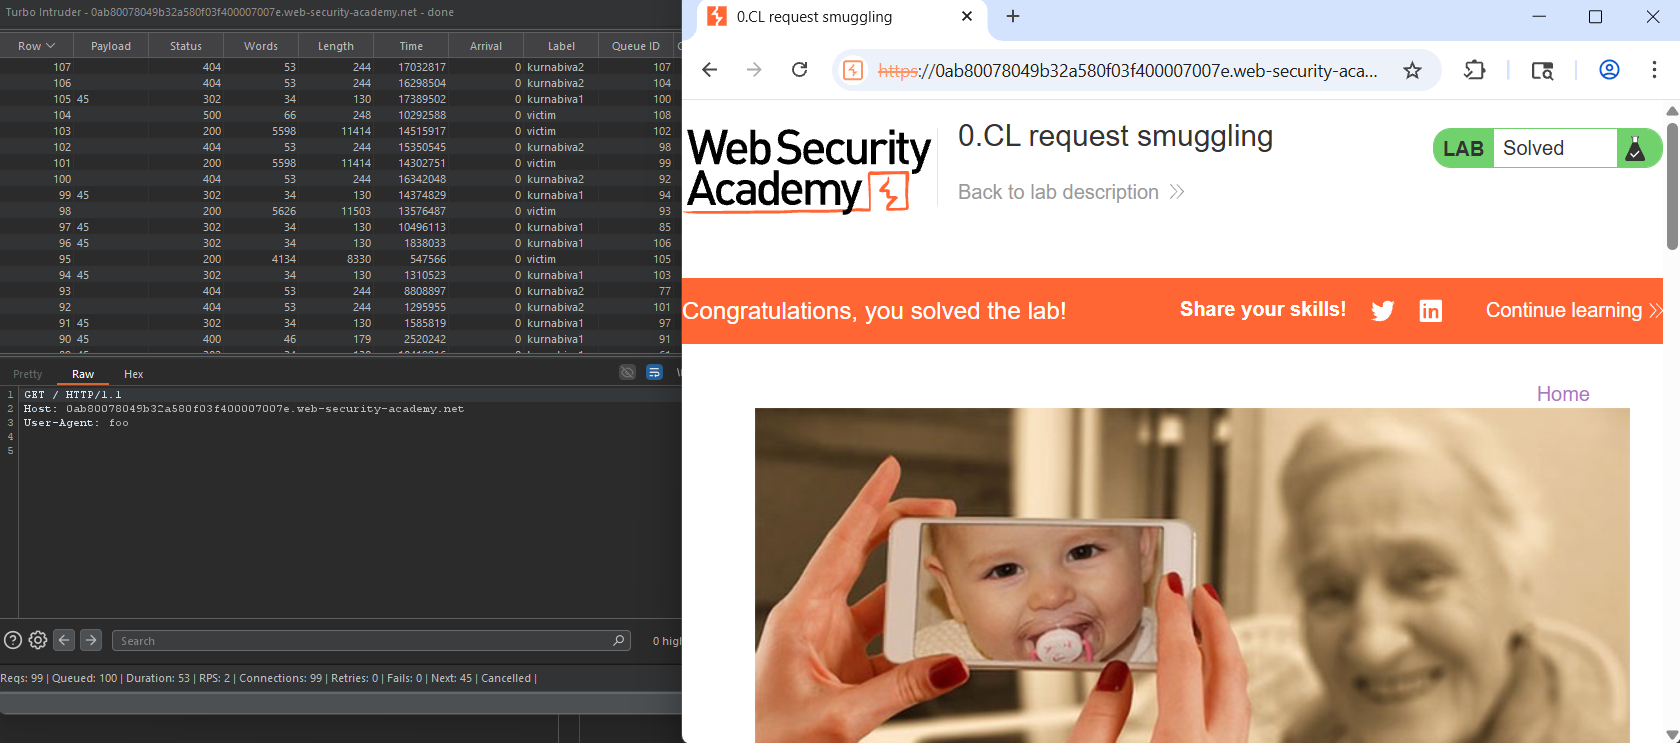 Turbo Intruder - 0ab80078049b32a580f03f400007007e.web-security-academy.net - done
Row Payload Status Words Length Time Arrival Label Queue ID
107 404 53 244 17032817 0 kurnabiva2 107
106 404 53 244 16298504 0 kurnabiva2 104
105 45 302 34 130 17389502 0 kurnabiva1 100
104 500 66 248 10292588 0 victim 108
103 200 5598 11414 14515917 0 victim 102
102 404 53 244 15350545 0 kurnabiva2 98
101 200 5598 11414 14302751 0 victim 99
100 404 53 244 16342048 0 kurnabiva2 92
99 45 302 34 130 14374829 0 kurnabiva1 94
98 200 5626 11503 13576487 0 victim 93
97 45 302 34 130 10496113 0 kurnabiva1 85
96 45 302 34 130 1838033 0 kurnabiva1 106
95 200 4134 8330 547566 0 victim 105
94 45 302 34 130 1310523 0 kurnabiva1 103
93 404 53 244 8808897 0 kurnabiva2 77
92 404 53 244 1295955 0 kurnabiva2 101
91 45 302 34 130 1585819 0 kurnabiva1 97
90 45 400 46 179 2520242 0 kurnabiva1 91
Pretty Raw Hex
1 GET / HTTP/1.1
2 Host: 0ab80078049b32a580f03f400007007e.web-security-academy.net
3 User-Agent: foo
4
5
Search
0 high
Reqs: 99 | Queued: 100 | Duration: 53 | RPS: 2 | Connections: 99 | Retries: 0 | Fails: 0 | Next: 45 | Cancelled |
0.CL request smuggling
https://0ab80078049b32a580f03f400007007e.web-security-aca...
Web Security
Academy
0.CL request smuggling
Back to lab description
LAB Solved
Congratulations, you solved the lab!
Share your skills!
Continue learning
Home